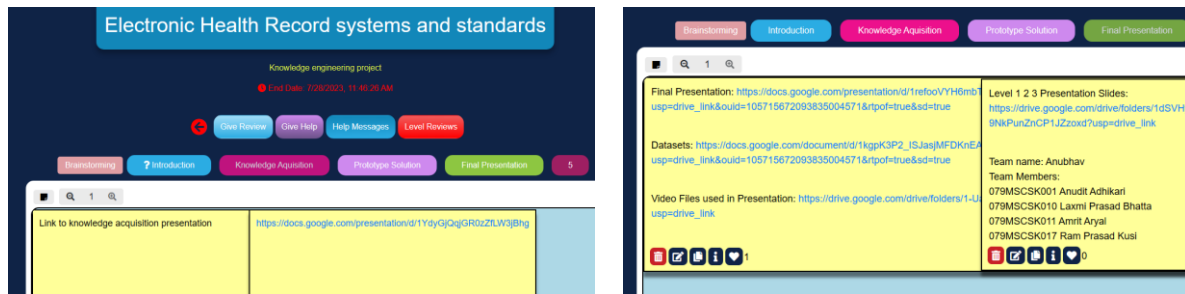 Electronic Health Record systems and standards
Knowledge engineering project
End Date: 7/28/2023, 11:46:26 AM
Give Review Give Help Help Messages Level Reviews
Brainstorming ? Introduction Knowledge Aquisition Prototype Solution Final Presentation 5
1
Link to knowledge acquisition presentation
https://docs.google.com/presentation/d/1YdyGjQqjGR0zZfLW3jBhg
Brainstorming Introduction Knowledge Aquisition Prototype Solution Final Presentation
1
Final Presentation: https://docs.google.com/presentation/d/1refooVYH6mbT
usp=drive_link&ouid=105715672093835004571&rtpof=true&sd=true
Datasets: https://docs.google.com/document/d/1kgpK3P2_ISJasjMFDKnEA
usp=drive_link&ouid=105715672093835004571&rtpof=true&sd=true
Video Files used in Presentation: https://drive.google.com/drive/folders/1-U
usp=drive_link
1
Level 1 2 3 Presentation Slides:
https://drive.google.com/drive/folders/1dSVH
9NkPunZnCP1JZzoxd?usp=drive_link
Team name: Anubhav
Team Members:
079MSCSK001 Anudit Adhikari
079MSCSK010 Laxmi Prasad Bhatta
079MSCSK011 Amrit Aryal
079MSCSK017 Ram Prasad Kusi
0